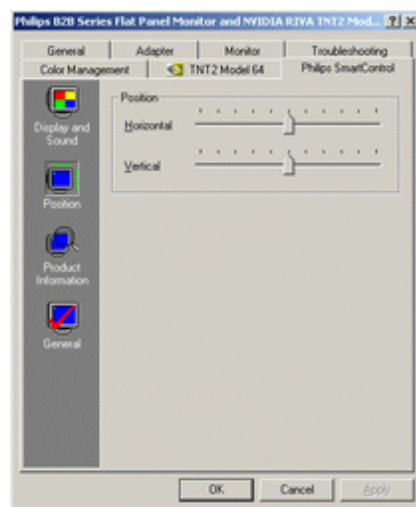 Philips B2B Series Flat Panel Monitor and NVIDIA RIVA TNT2 Mod...
General Adapter Monitor Troubleshooting
Color Management TNT2 Model 64 Philips SmartControl
Display and
Sound
Position
Product
Information
General
Position
Horizontal
Vertical
OK Cancel Apply